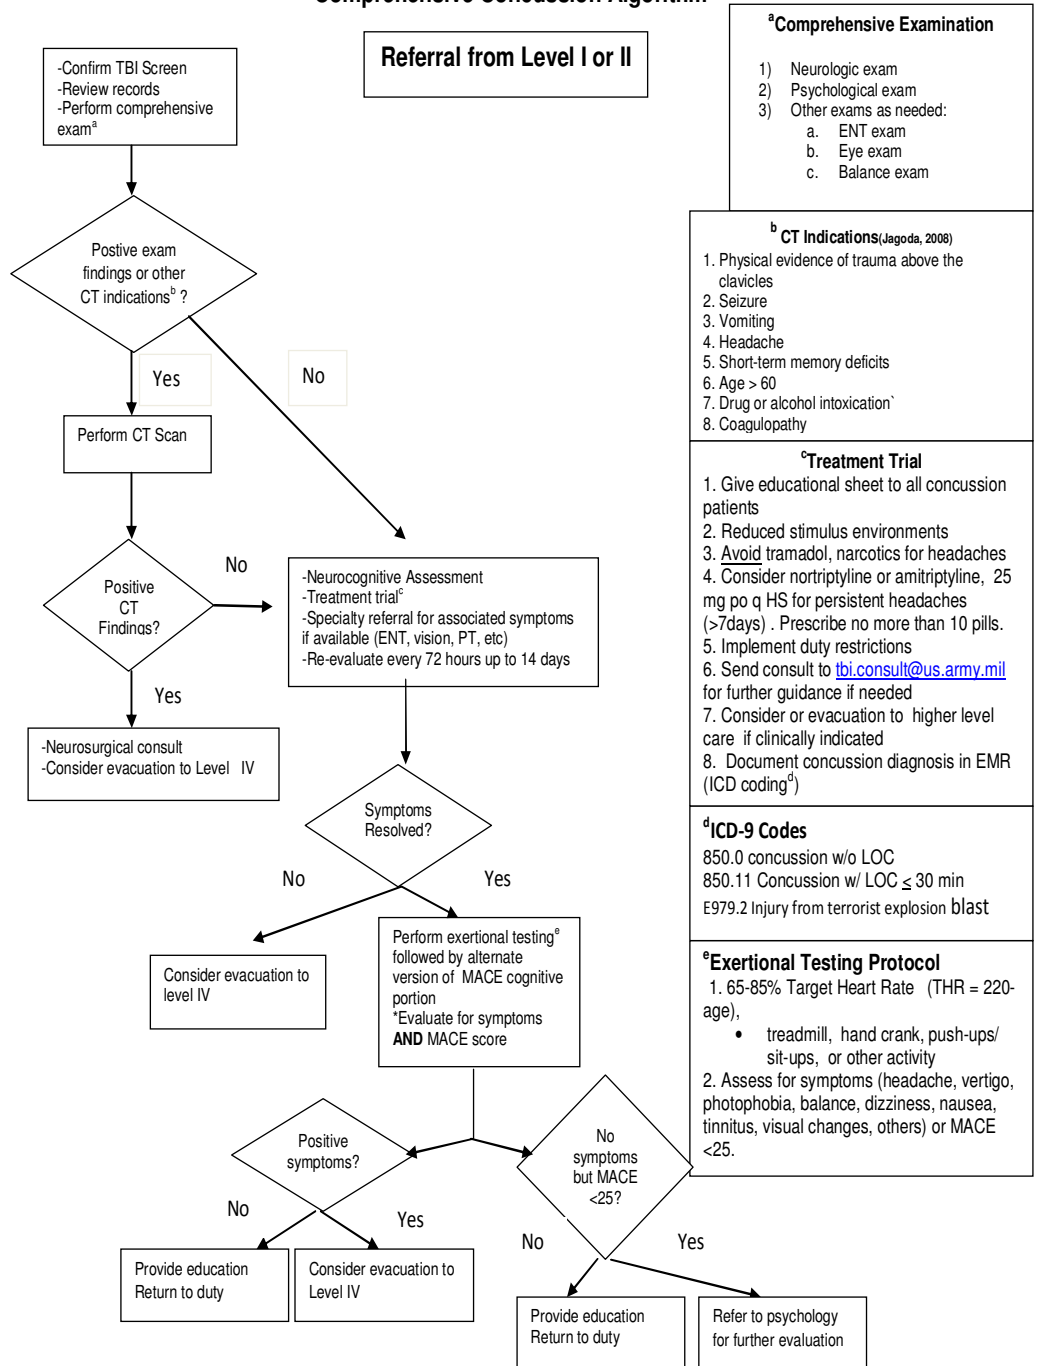 Comprehensive Concussion Algorithm
Referral from Level I or II
-Confirm TBI Screen
-Review records
-Perform comprehensive
exam^a
Postive exam
findings or other
CT indications^b ?
Yes
No
Perform CT Scan
Positive
CT
Findings?
No
Yes
-Neurosurgical consult
-Consider evacuation to Level IV
-Neurocognitive Assessment
-Treatment trial^c
-Specialty referral for associated symptoms
if available (ENT, vision, PT, etc)
-Re-evaluate every 72 hours up to 14 days
Symptoms
Resolved?
No
Yes
Consider evacuation to
level IV
Perform exertional testing^e
followed by alternate
version of MACE cognitive
portion
*Evaluate for symptoms
AND MACE score
Positive
symptoms?
No
Yes
Provide education
Return to duty
Consider evacuation to
Level IV
No
symptoms
but MACE
<25?
No
Yes
Provide education
Return to duty
Refer to psychology
for further evaluation
^aComprehensive Examination
1) Neurologic exam
2) Psychological exam
3) Other exams as needed:
a. ENT exam
b. Eye exam
c. Balance exam
^b CT Indications(Jagoda, 2008)
1. Physical evidence of trauma above the
clavicles
2. Seizure
3. Vomiting
4. Headache
5. Short-term memory deficits
6. Age > 60
7. Drug or alcohol intoxication`
8. Coagulopathy
^cTreatment Trial
1. Give educational sheet to all concussion
patients
2. Reduced stimulus environments
3. Avoid tramadol, narcotics for headaches
4. Consider nortriptyline or amitriptyline, 25
mg po q HS for persistent headaches
(>7days) . Prescribe no more than 10 pills.
5. Implement duty restrictions
6. Send consult to tbi.consult@us.army.mil
for further guidance if needed
7. Consider or evacuation to higher level
care if clinically indicated
8. Document concussion diagnosis in EMR
(ICD coding^d)
^dICD-9 Codes
850.0 concussion w/o LOC
850.11 Concussion w/ LOC ≤ 30 min
E979.2 Injury from terrorist explosion blast
^eExertional Testing Protocol
1. 65-85% Target Heart Rate (THR = 220-
age),
• treadmill, hand crank, push-ups/
sit-ups, or other activity
2. Assess for symptoms (headache, vertigo,
photophobia, balance, dizziness, nausea,
tinnitus, visual changes, others) or MACE
<25.